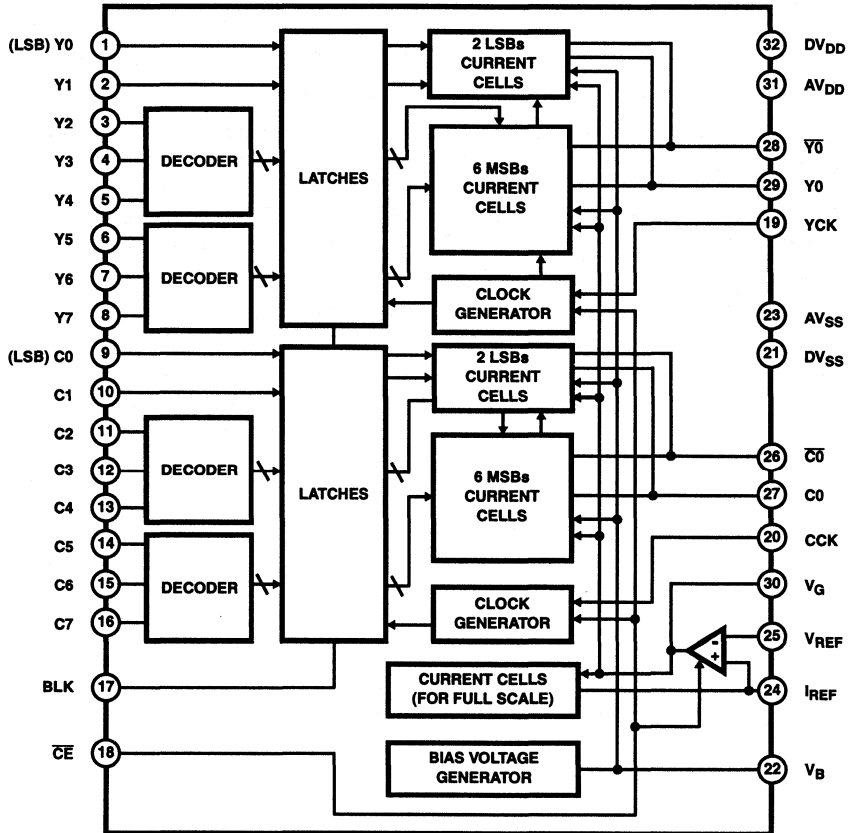 (LSB) Y0 1
Y1 2
Y2 3
Y3 4
Y4 5
Y5 6
Y6 7
Y7 8
(LSB) C0 9
C1 10
C2 11
C3 12
C4 13
C5 14
C6 15
C7 16
BLK 17
C̅E̅ 18
DECODER
DECODER
DECODER
DECODER
LATCHES
LATCHES
2 LSBs
CURRENT
CELLS
6 MSBs
CURRENT
CELLS
CLOCK
GENERATOR
2 LSBs
CURRENT
CELLS
6 MSBs
CURRENT
CELLS
CLOCK
GENERATOR
CURRENT CELLS
(FOR FULL SCALE)
BIAS VOLTAGE
GENERATOR
-
+
32 DVDD
31 AVDD
28 Y̅0̅
29 Y0
19 YCK
23 AVSS
21 DVSS
26 C̅0̅
27 C0
20 CCK
30 VG
25 VREF
24 IREF
22 VB